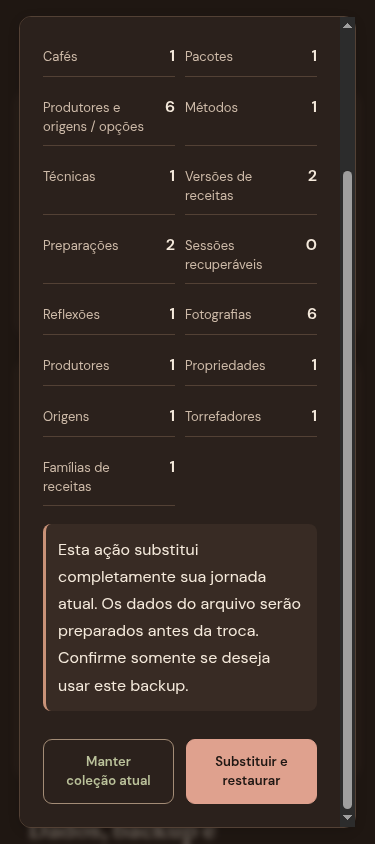 Cafés 1 Pacotes 1
Produtores e 6 Métodos 1
origens / opções
Técnicas 1 Versões de 2
receitas
Preparações 2 Sessões 0
recuperáveis
Reflexões 1 Fotografias 6
Produtores 1 Propriedades 1
Origens 1 Torrefadores 1
Famílias de 1
receitas
Esta ação substitui
completamente sua jornada
atual. Os dados do arquivo serão
preparados antes da troca.
Confirme somente se deseja
usar este backup.
Manter Substituir e
coleção atual restaurar